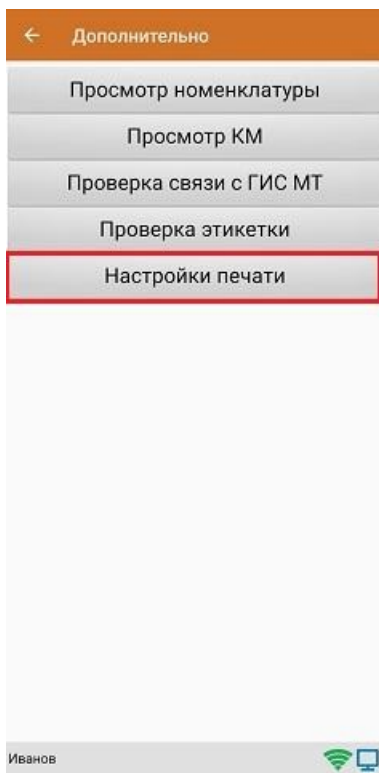 Дополнительно
Просмотр номенклатуры
Просмотр КМ
Проверка связи с ГИС МТ
Проверка этикетки
Настройки печати
Иванов